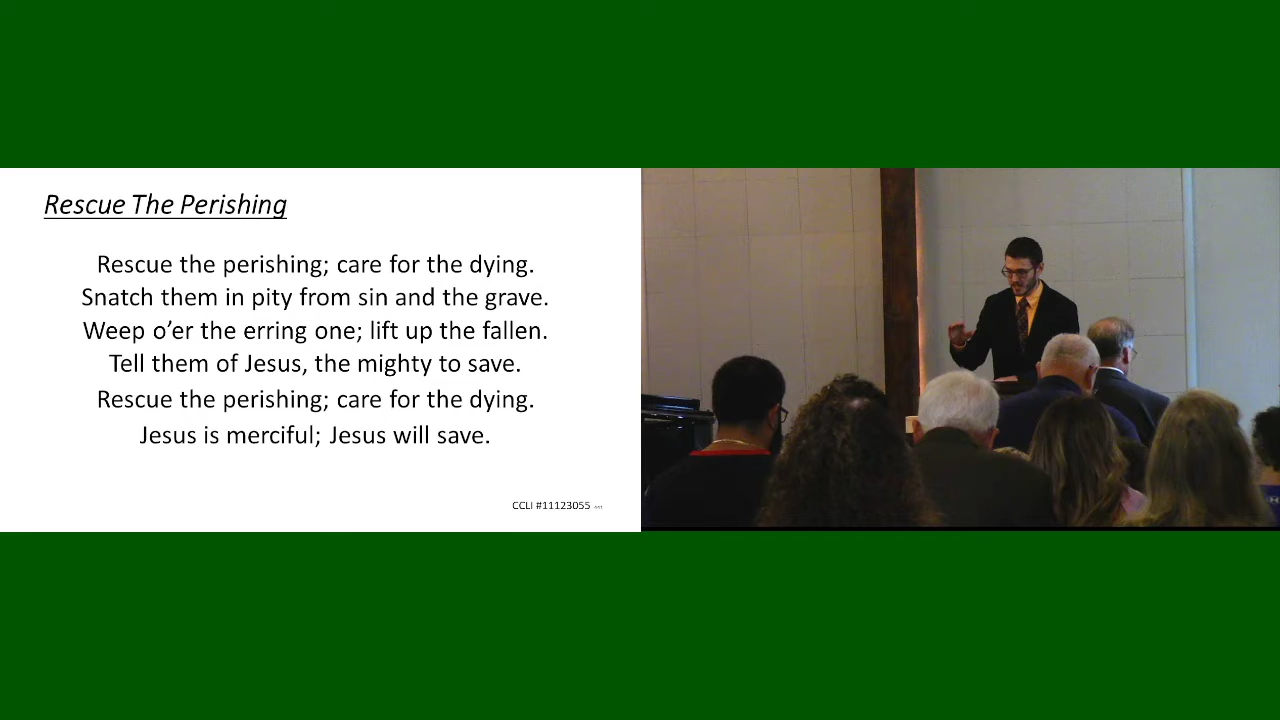 Rescue The Perishing
Rescue the perishing; care for the dying.
Snatch them in pity from sin and the grave.
Weep o’er the erring one; lift up the fallen.
Tell them of Jesus, the mighty to save.
Rescue the perishing; care for the dying.
Jesus is merciful; Jesus will save.
CCLI #11123055